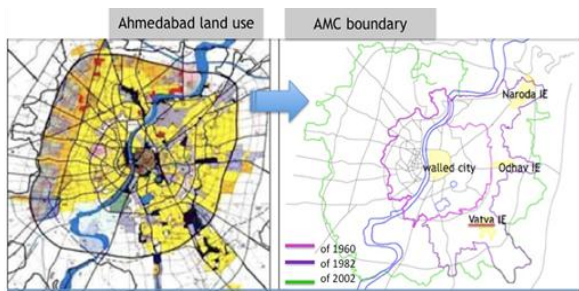 Ahmedabad land use
AMC boundary
Naroda IE
walled city
Odhav IE
Vatva IE
of 1960
of 1982
of 2002